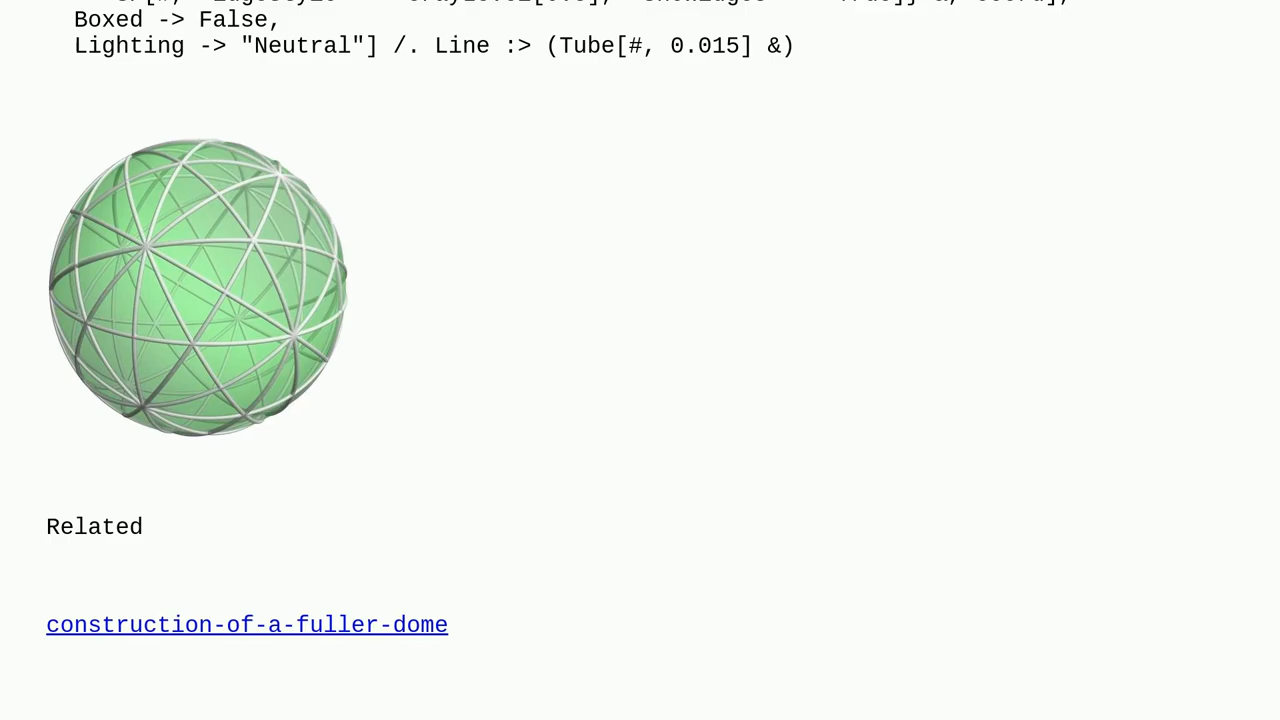 Boxed -> False,
Lighting -> "Neutral"] /. Line :> (Tube[#, 0.015] &)
Related
construction-of-a-fuller-dome